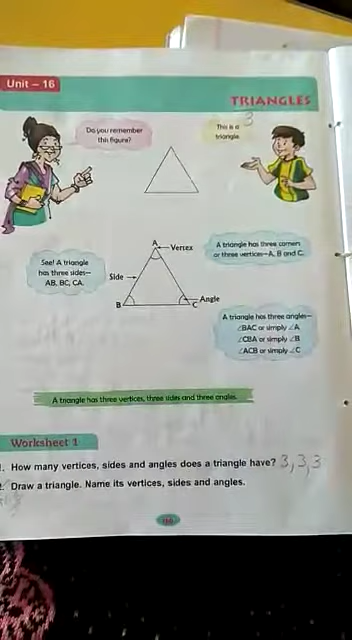 Unit – 16
TRIANGLES
Do you remember
this figure?
This is a
triangle.
3
A
Vertex
A triangle has three corners
or three vertices—A, B and C.
See! A triangle
has three sides—
AB, BC, CA.
Side
B
C
Angle
A triangle has three angles—
∠BAC or simply ∠A
∠CBA or simply ∠B
∠ACB or simply ∠C
A triangle has three vertices, three sides and three angles.
Worksheet 1
1. How many vertices, sides and angles does a triangle have? 3, 3, 3
2. Draw a triangle. Name its vertices, sides and angles.